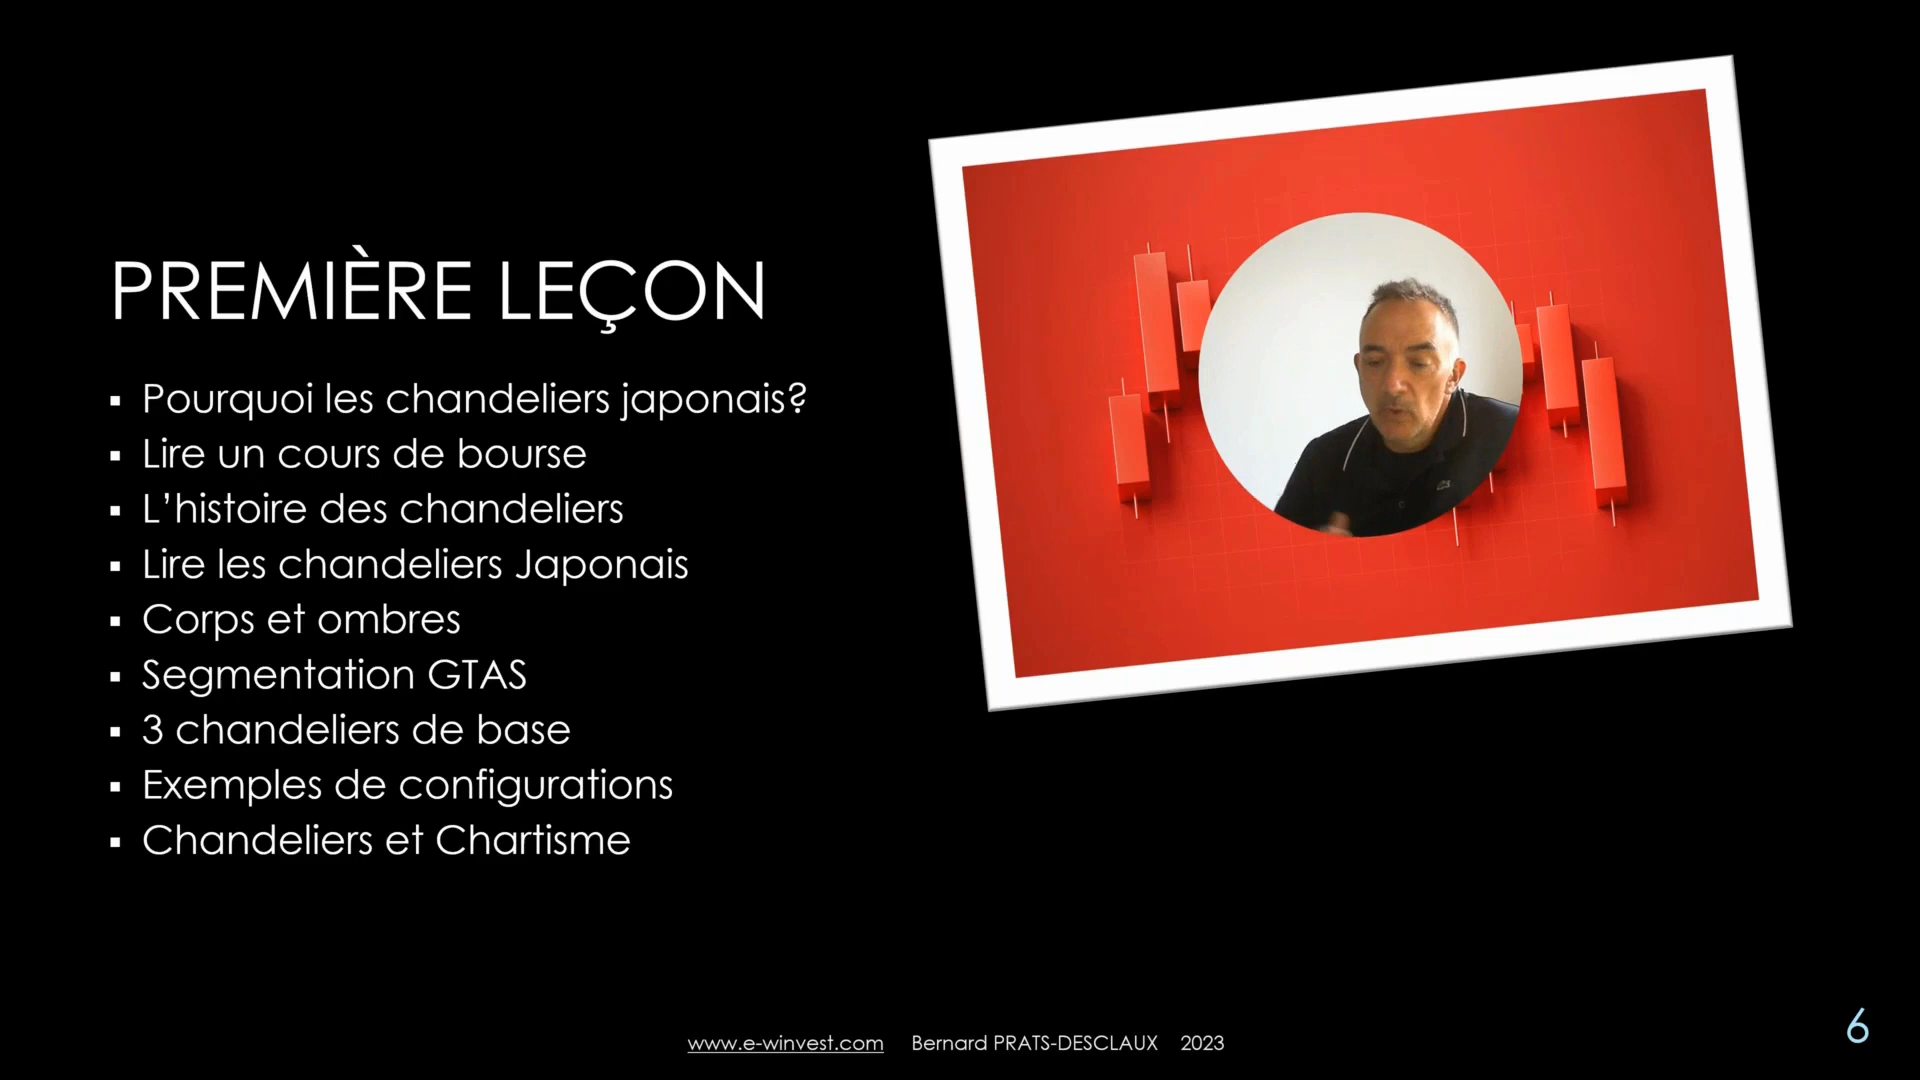 PREMIÈRE LEÇON
▪ Pourquoi les chandeliers japonais?
▪ Lire un cours de bourse
▪ L’histoire des chandeliers
▪ Lire les chandeliers Japonais
▪ Corps et ombres
▪ Segmentation GTAS
▪ 3 chandeliers de base
▪ Exemples de configurations
▪ Chandeliers et Chartisme
www.e-winvest.com Bernard PRATS-DESCLAUX 2023
6